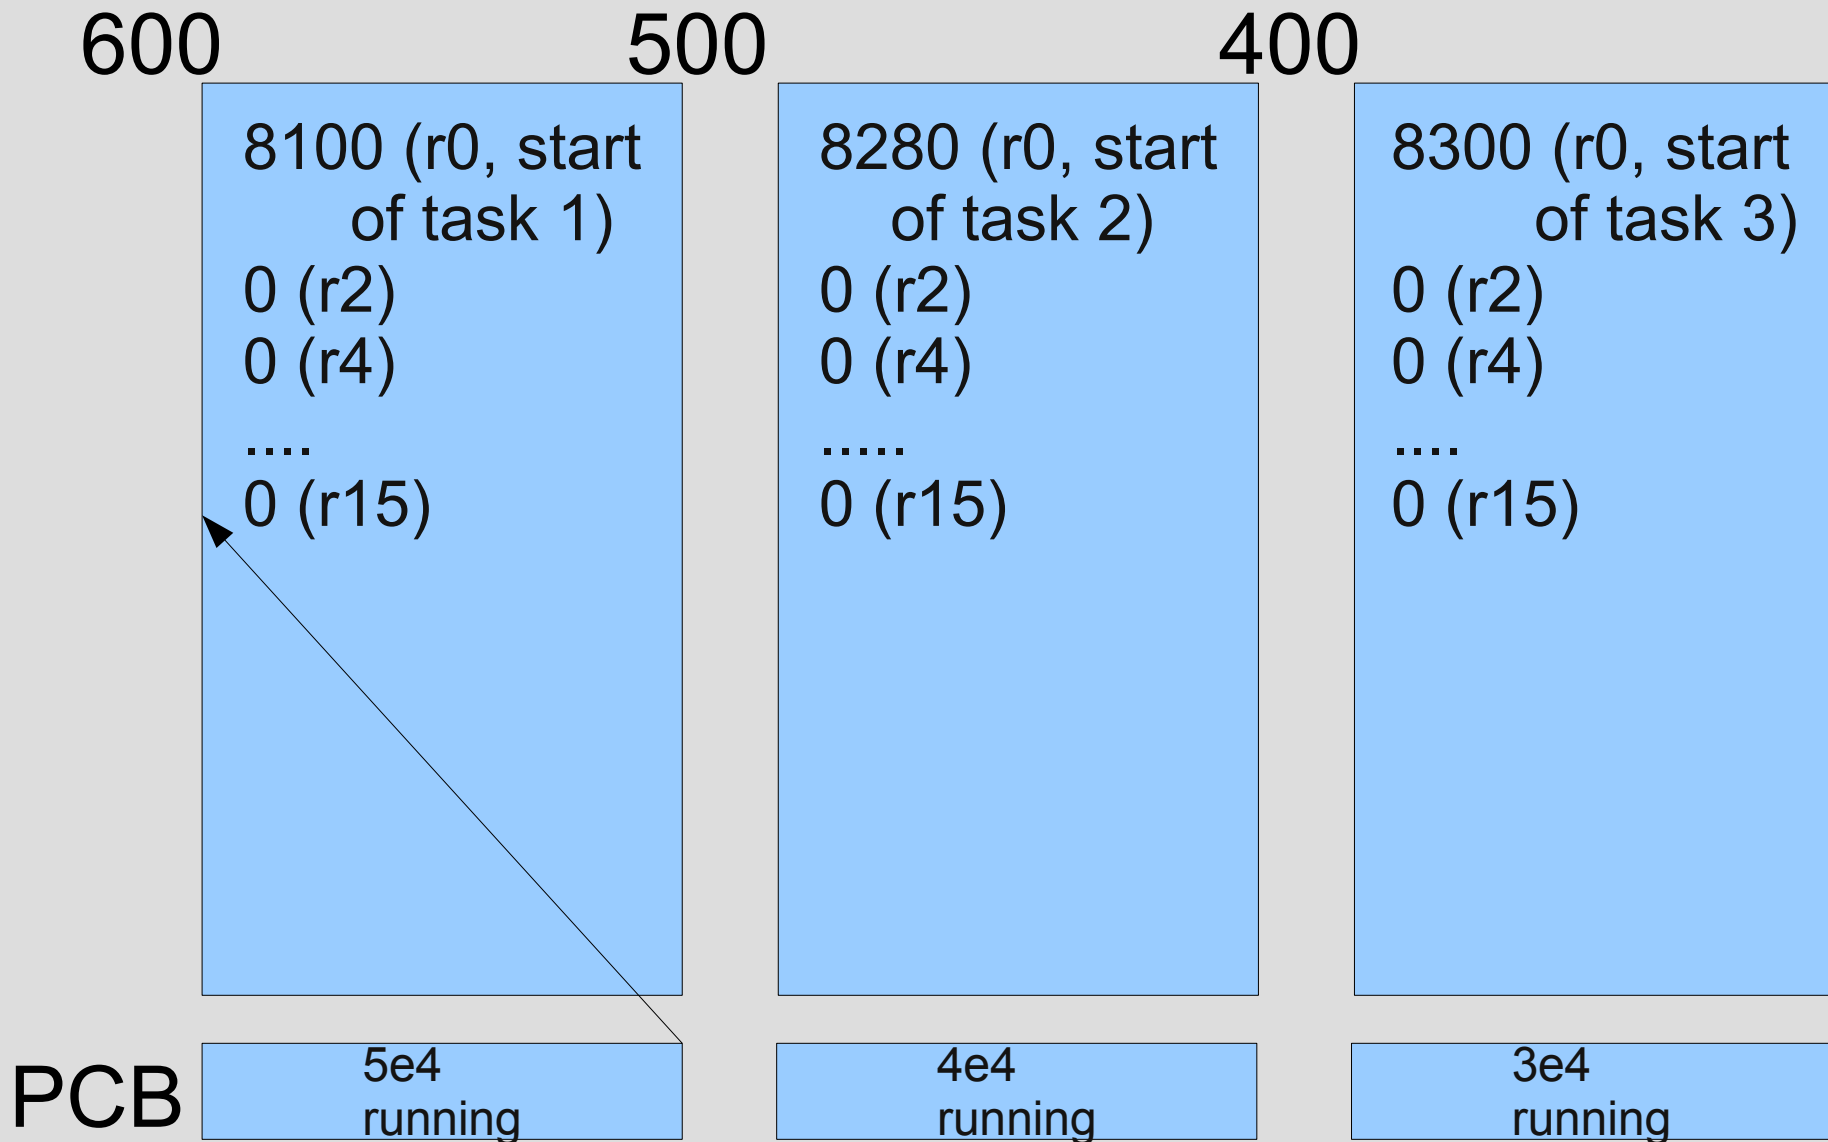 600
500
400
8100 (r0, start
of task 1)
0 (r2)
0 (r4)
....
0 (r15)
8280 (r0, start
of task 2)
0 (r2)
0 (r4)
.....
0 (r15)
8300 (r0, start
of task 3)
0 (r2)
0 (r4)
....
0 (r15)
PCB
5e4
running
4e4
running
3e4
running